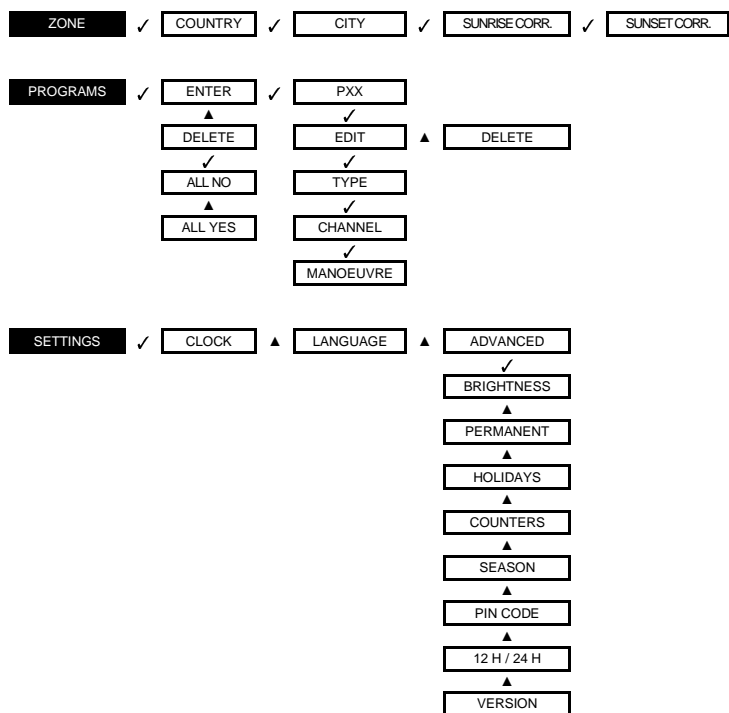 ZONE ✓ COUNTRY ✓ CITY ✓ SUNRISE CORR. ✓ SUNSET CORR.
PROGRAMS ✓ ENTER ✓ PXX
▲ ✓
DELETE EDIT ▲ DELETE
✓ ✓
ALL NO TYPE
▲ ✓
ALL YES CHANNEL
✓
MANOEUVRE
SETTINGS ✓ CLOCK ▲ LANGUAGE ▲ ADVANCED
✓
BRIGHTNESS
▲
PERMANENT
▲
HOLIDAYS
▲
COUNTERS
▲
SEASON
▲
PIN CODE
▲
12 H / 24 H
▲
VERSION